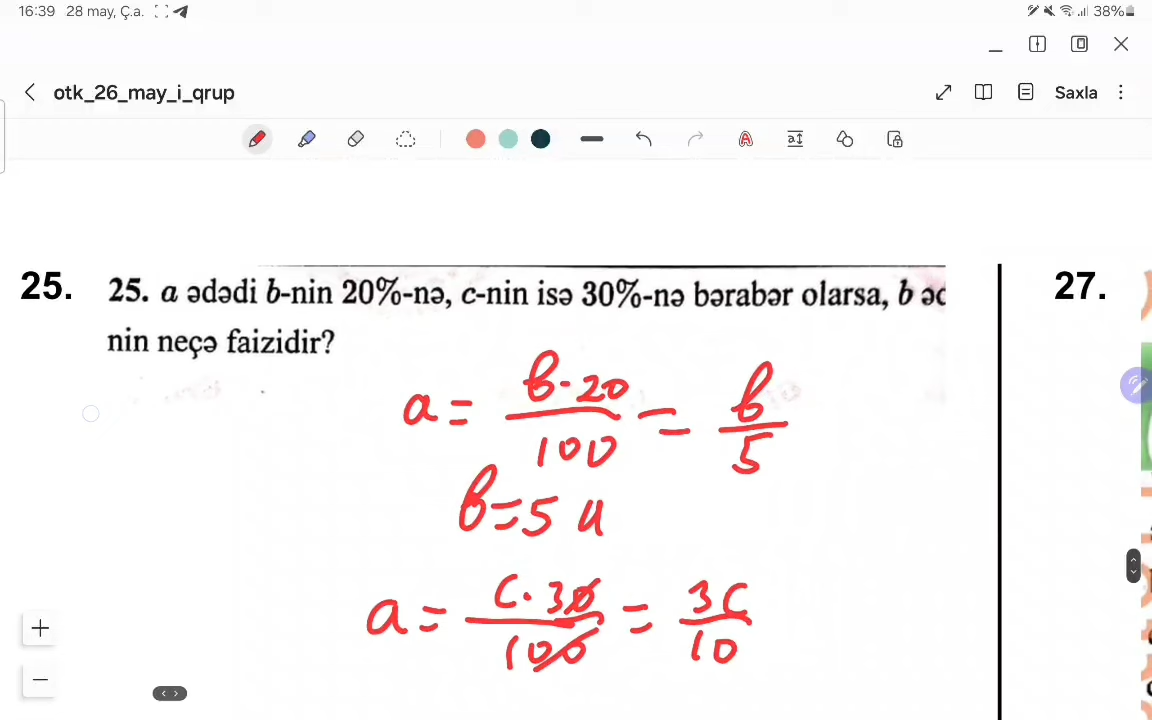 16:39 28 may, Ç.a. 38%
otk_26_may_i_qrup
Saxla
25.
25. a ədədi b-nin 20%-nə, c-nin isə 30%-nə bərabər olarsa, b
nin neçə faizidir?
a = b·20/100 = b/5
b=5a
a = c·30/100 = 3c/10
27.